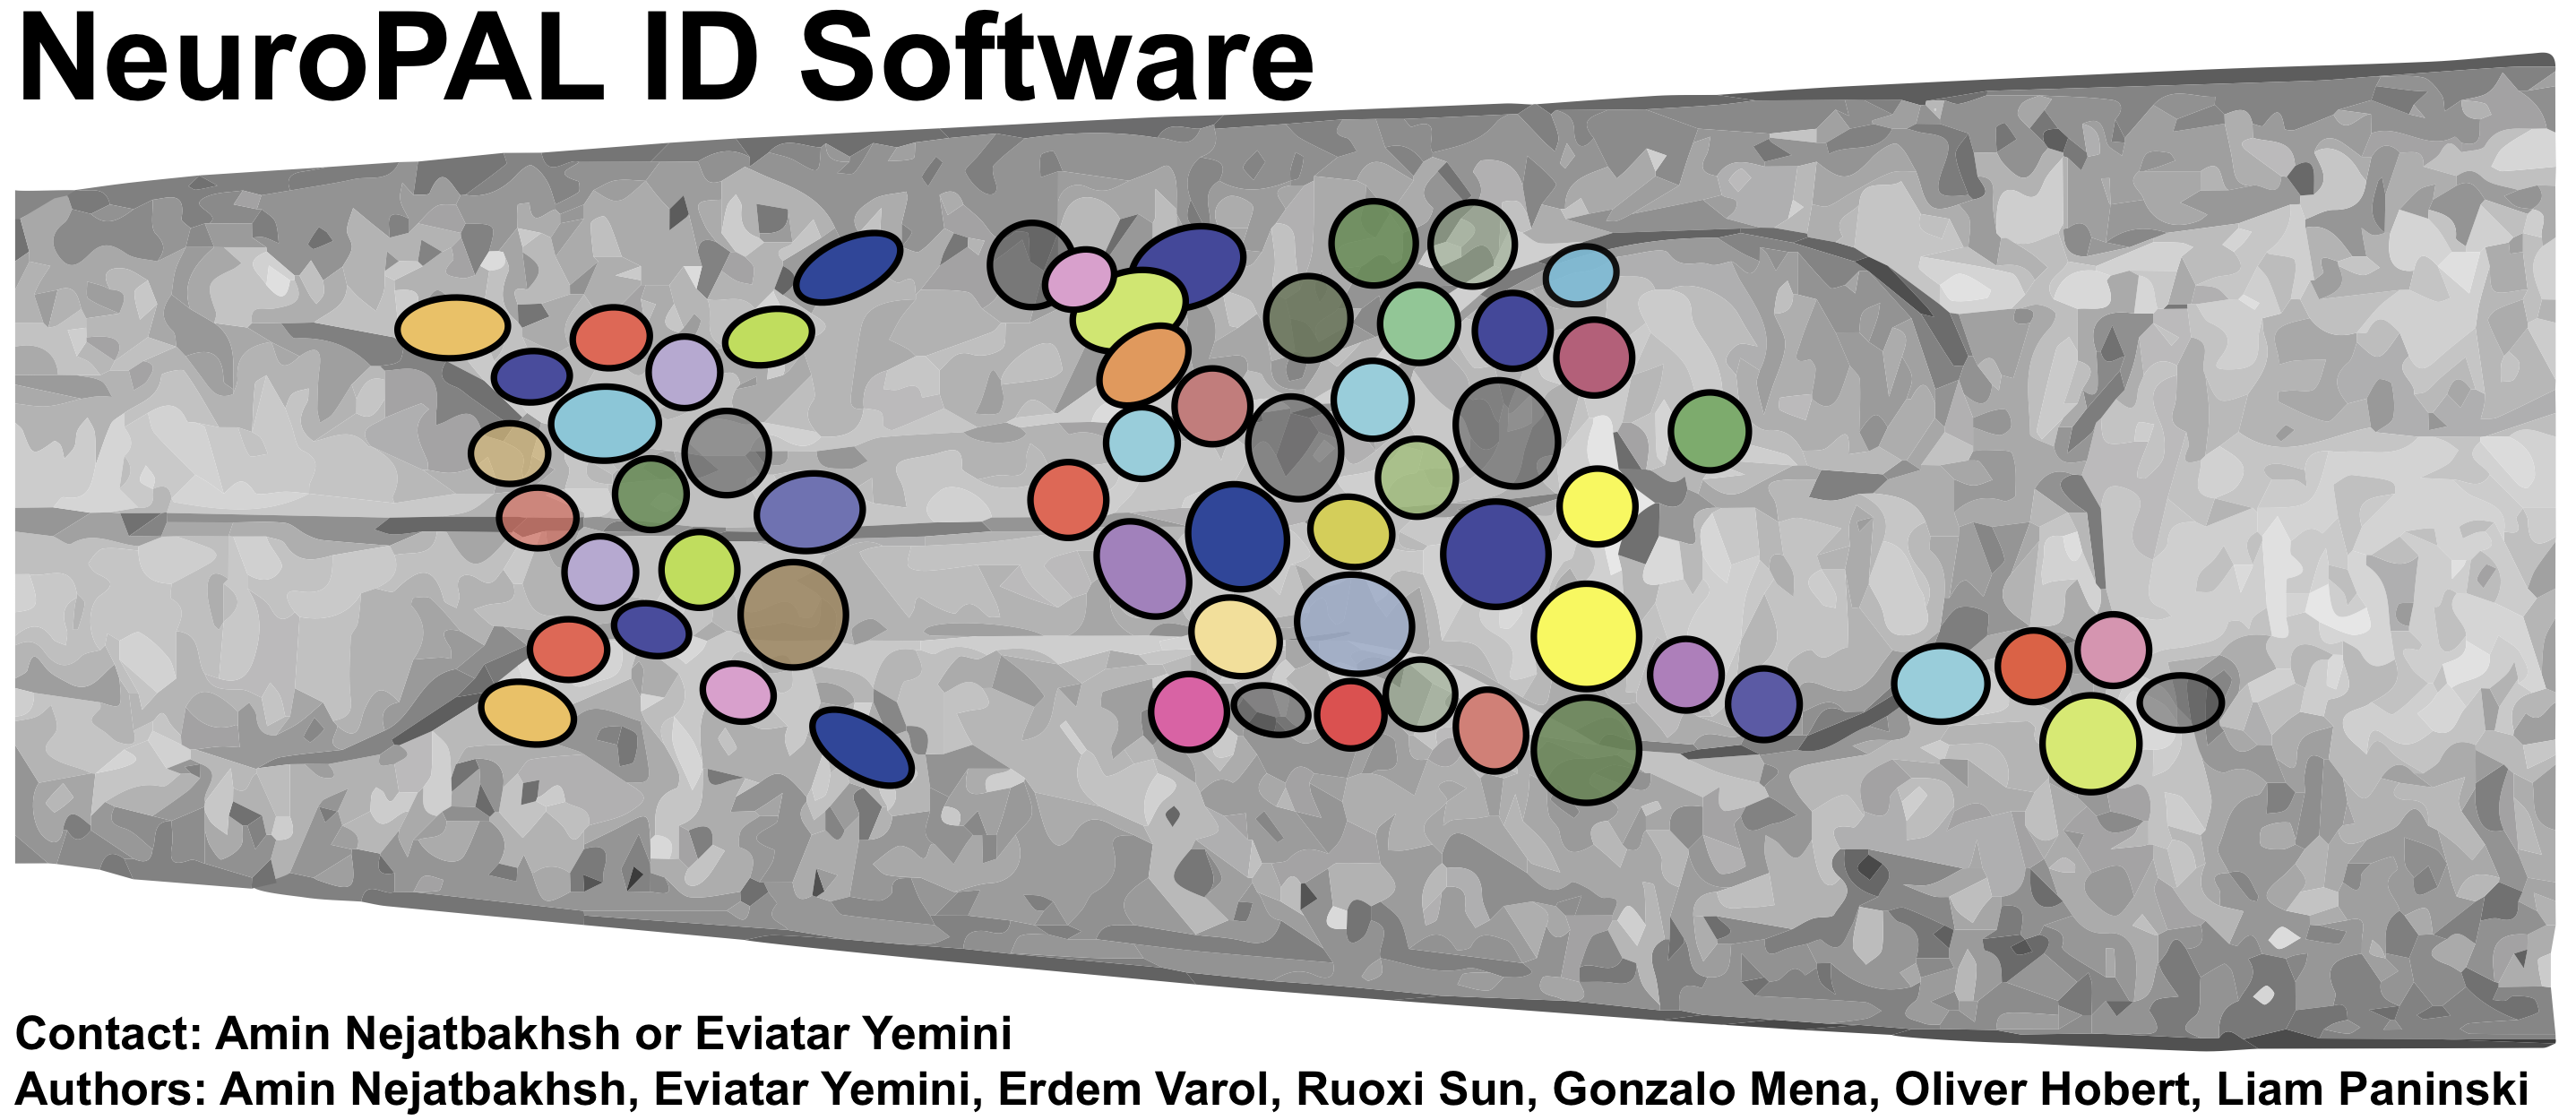 NeuroPAL ID Software
Contact: Amin Nejatbakhsh or Eviatar Yemini
Authors: Amin Nejatbakhsh, Eviatar Yemini, Erdem Varol, Ruoxi Sun, Gonzalo Mena, Oliver Hobert, Liam Paninski